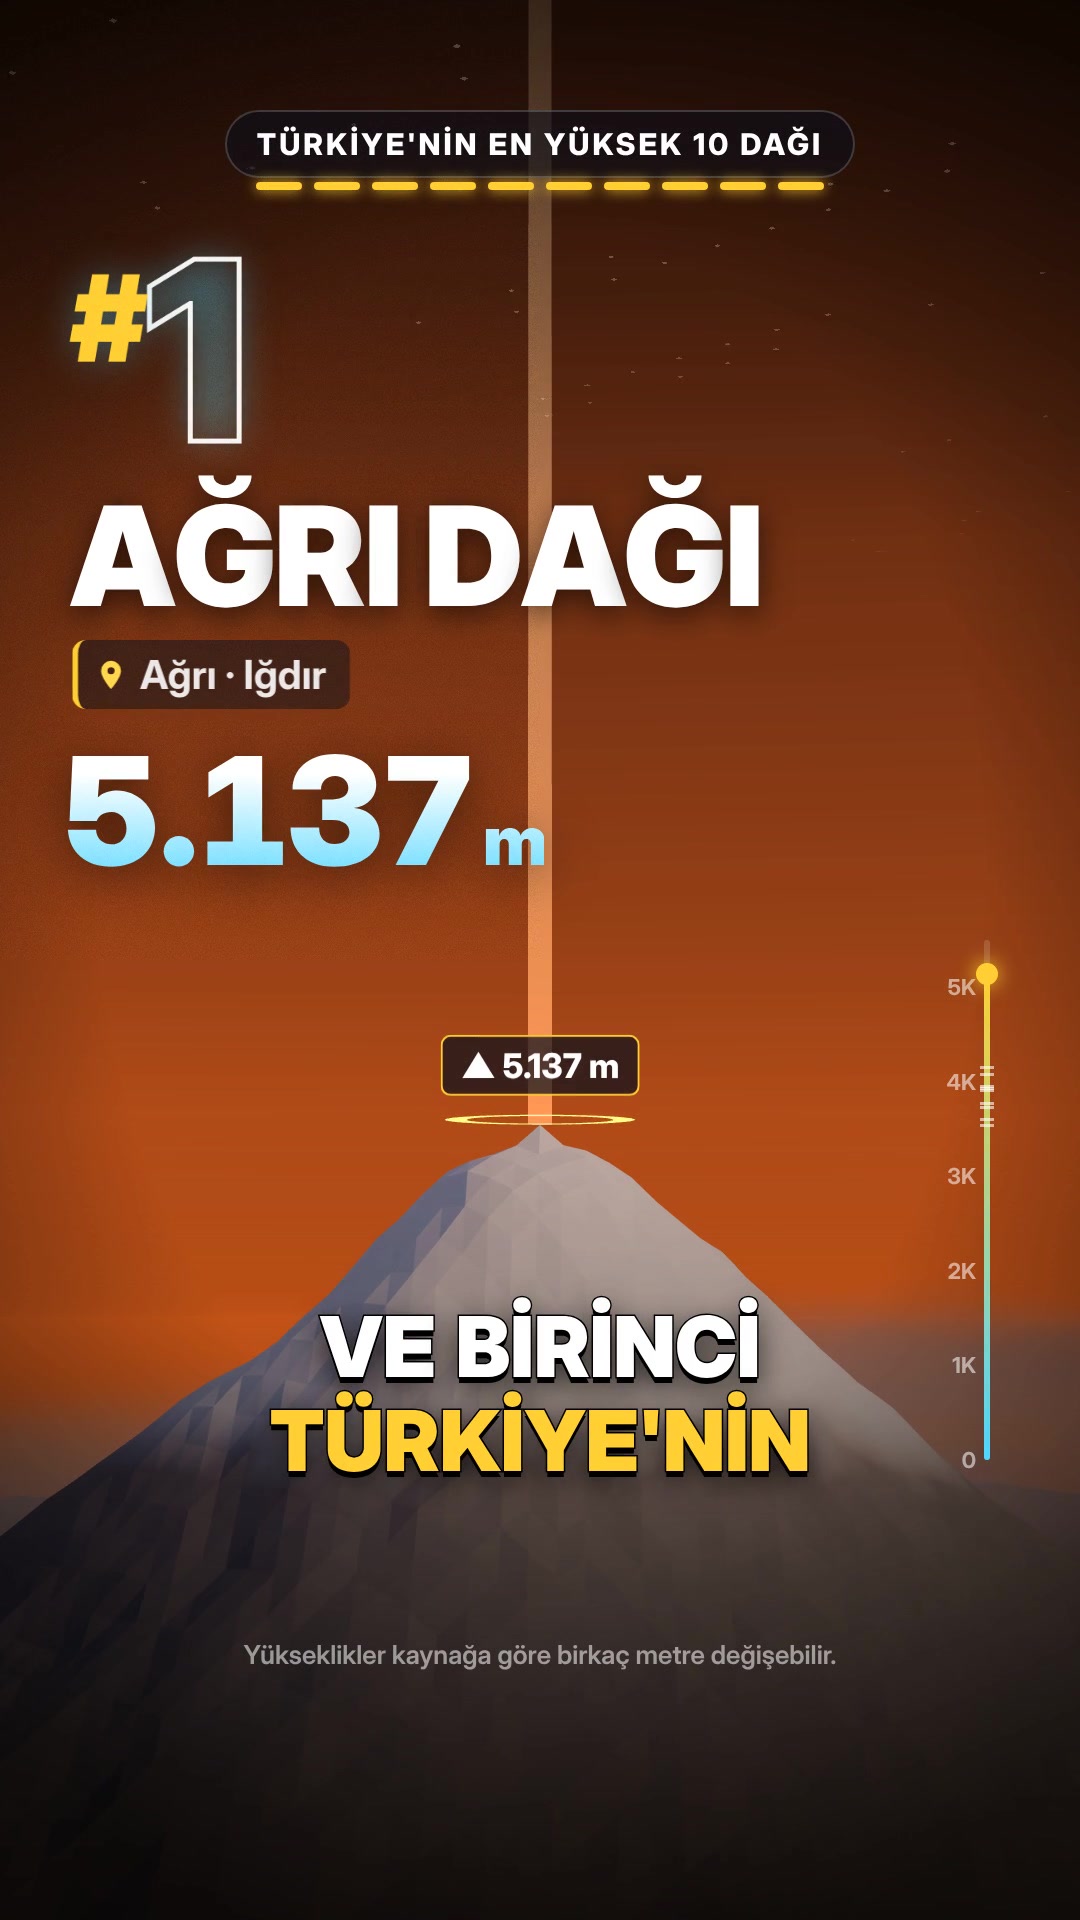 TÜRKİYE'NİN EN YÜKSEK 10 DAĞI
#1
AĞRI DAĞI
Ağrı · Iğdır
5.137 m
▲ 5.137 m
5K
4K
3K
2K
1K
0
VE BİRİNCİ
TÜRKİYE'NİN
Yükseklikler kaynağa göre birkaç metre değişebilir.